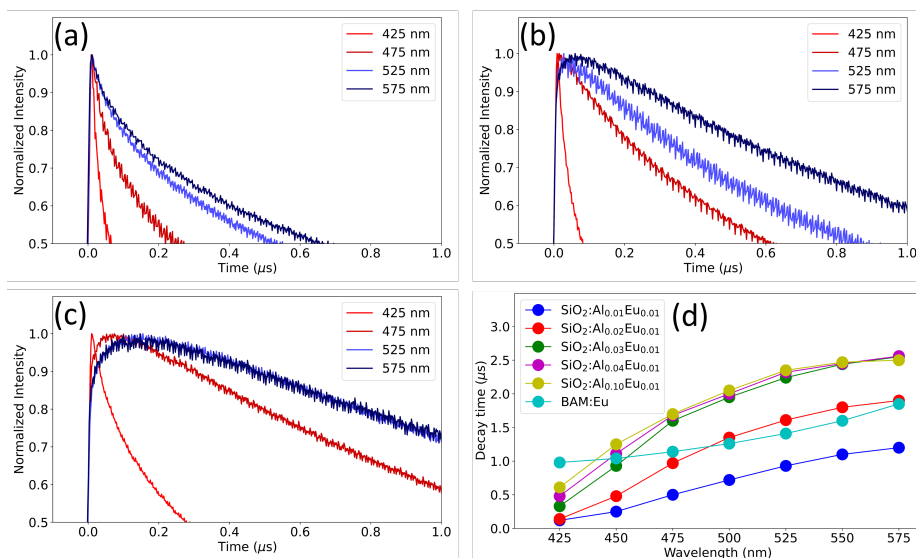 (a)
425 nm
475 nm
525 nm
575 nm
Normalized Intensity
1.0
0.9
0.8
0.7
0.6
0.5
0.0 0.2 0.4 0.6 0.8 1.0
Time (μs)
(b)
425 nm
475 nm
525 nm
575 nm
Normalized Intensity
1.0
0.9
0.8
0.7
0.6
0.5
0.0 0.2 0.4 0.6 0.8 1.0
Time (μs)
(c)
425 nm
475 nm
525 nm
575 nm
Normalized Intensity
1.0
0.9
0.8
0.7
0.6
0.5
0.0 0.2 0.4 0.6 0.8 1.0
Time (μs)
(d)
SiO₂:Al₀.₀₁Eu₀.₀₁
SiO₂:Al₀.₀₂Eu₀.₀₁
SiO₂:Al₀.₀₃Eu₀.₀₁
SiO₂:Al₀.₀₄Eu₀.₀₁
SiO₂:Al₀.₁₀Eu₀.₀₁
BAM:Eu
Decay time (μs)
3.0
2.5
2.0
1.5
1.0
0.5
0.0
425 450 475 500 525 550 575
Wavelength (nm)